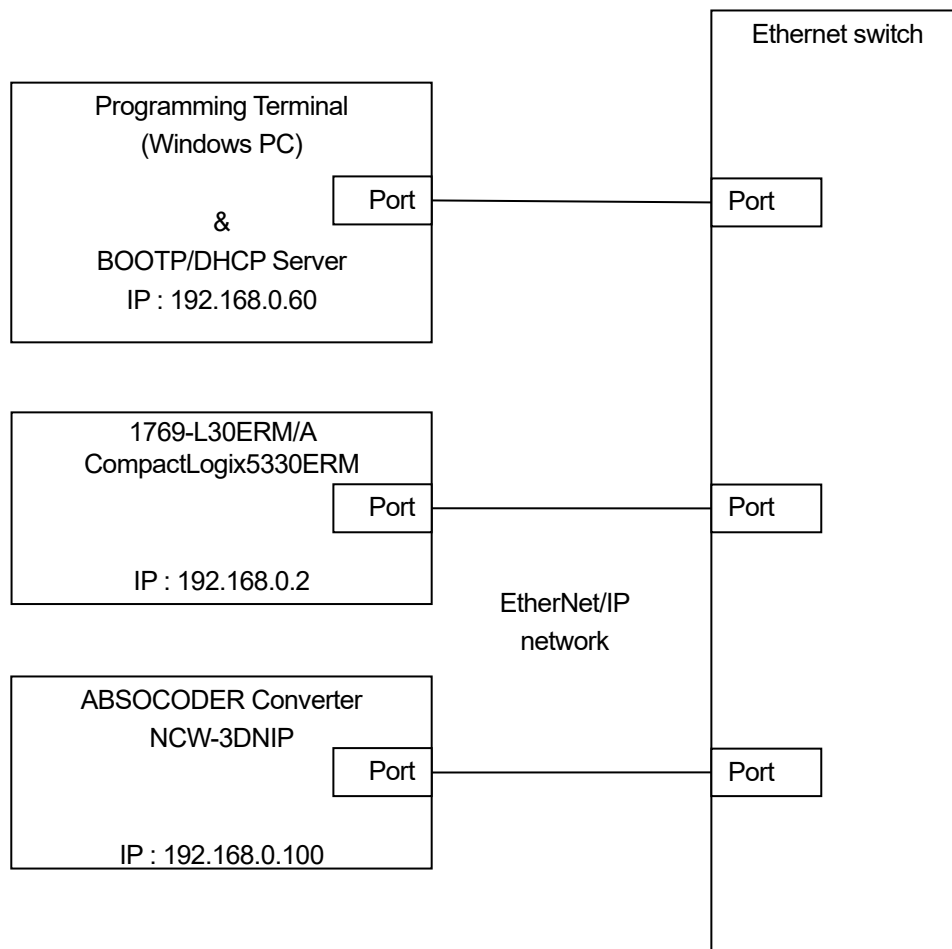 Ethernet switch
Programming Terminal
(Windows PC)
Port
Port
&
BOOTP/DHCP Server
IP : 192.168.0.60
1769-L30ERM/A
CompactLogix5330ERM
Port
Port
IP : 192.168.0.2
EtherNet/IP
network
ABSOCODER Converter
NCW-3DNIP
Port
Port
IP : 192.168.0.100